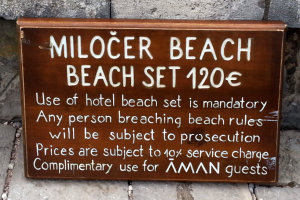 MILOČER BEACH
BEACH SET 120€
Use of hotel beach set is mandatory
Any person breaching beach rules
will be subject to prosecution
Prices are subject to 10% service charge
Complimentary use for AMAN guests